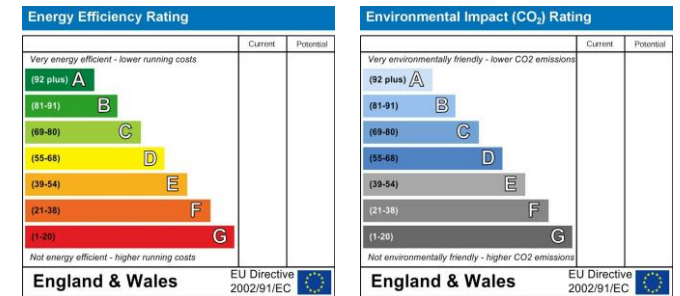 Energy Efficiency Rating
Current Potential
Very energy efficient - lower running costs
(92 plus) A
(81-91) B
(69-80) C
(55-68) D
(39-54) E
(21-38) F
(1-20) G
Not energy efficient - higher running costs
England & Wales
EU Directive
2002/91/EC
Environmental Impact (CO₂) Rating
Current Potential
Very environmentally friendly - lower CO2 emissions
(92 plus) A
(81-91) B
(69-80) C
(55-68) D
(39-54) E
(21-38) F
(1-20) G
Not environmentally friendly - higher CO2 emissions
England & Wales
EU Directive
2002/91/EC